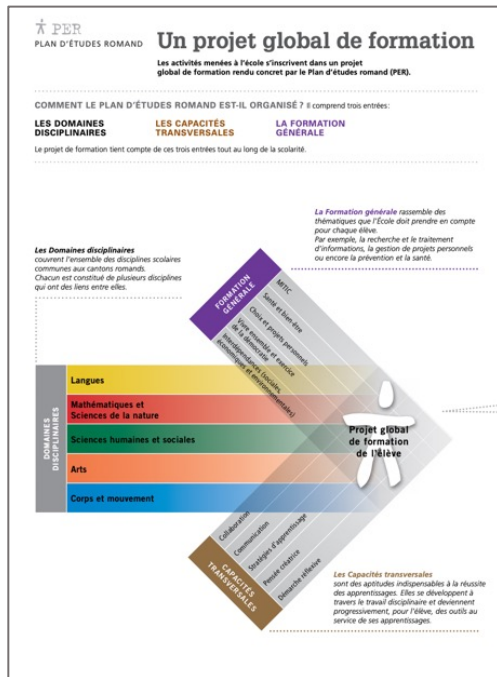 PER
PLAN D'ÉTUDES ROMAND
Un projet global de formation
Les activités menées à l'école s'inscrivent dans un projet
global de formation rendu concret par le Plan d'études romand (PER).
COMMENT LE PLAN D'ÉTUDES ROMAND EST-IL ORGANISÉ ? Il comprend trois entrées:
LES DOMAINES
DISCIPLINAIRES
LES CAPACITÉS
TRANSVERSALES
LA FORMATION
GÉNÉRALE
Le projet de formation tient compte de ces trois entrées tout au long de la scolarité.
La Formation générale rassemble des
thématiques que l'École doit prendre en compte
pour chaque élève.
Par exemple, la recherche et le traitement
d'informations, la gestion de projets personnels
ou encore la prévention et la santé.
Les Domaines disciplinaires
couvrent l'ensemble des disciplines scolaires
communes aux cantons romands.
Chacun est constitué de plusieurs disciplines
qui ont des liens entre elles.
FORMATION
GÉNÉRALE
MITIC
Santé et bien-être
Choix et projets personnels
Vivre ensemble et exercice
de la démocratie
Interdépendances (sociales,
économiques et environnementales)
DOMAINES
DISCIPLINAIRES
Langues
Mathématiques et
Sciences de la nature
Sciences humaines et sociales
Arts
Corps et mouvement
Projet global
de formation
de l'élève
Collaboration
Communication
Stratégies d'apprentissage
Pensée créatrice
Démarche réflexive
CAPACITÉS
TRANSVERSALES
Les Capacités transversales
sont des aptitudes indispensables à la réussite
des apprentissages. Elles se développent à
travers le travail disciplinaire et deviennent
progressivement, pour l'élève, des outils au
service de ses apprentissages.